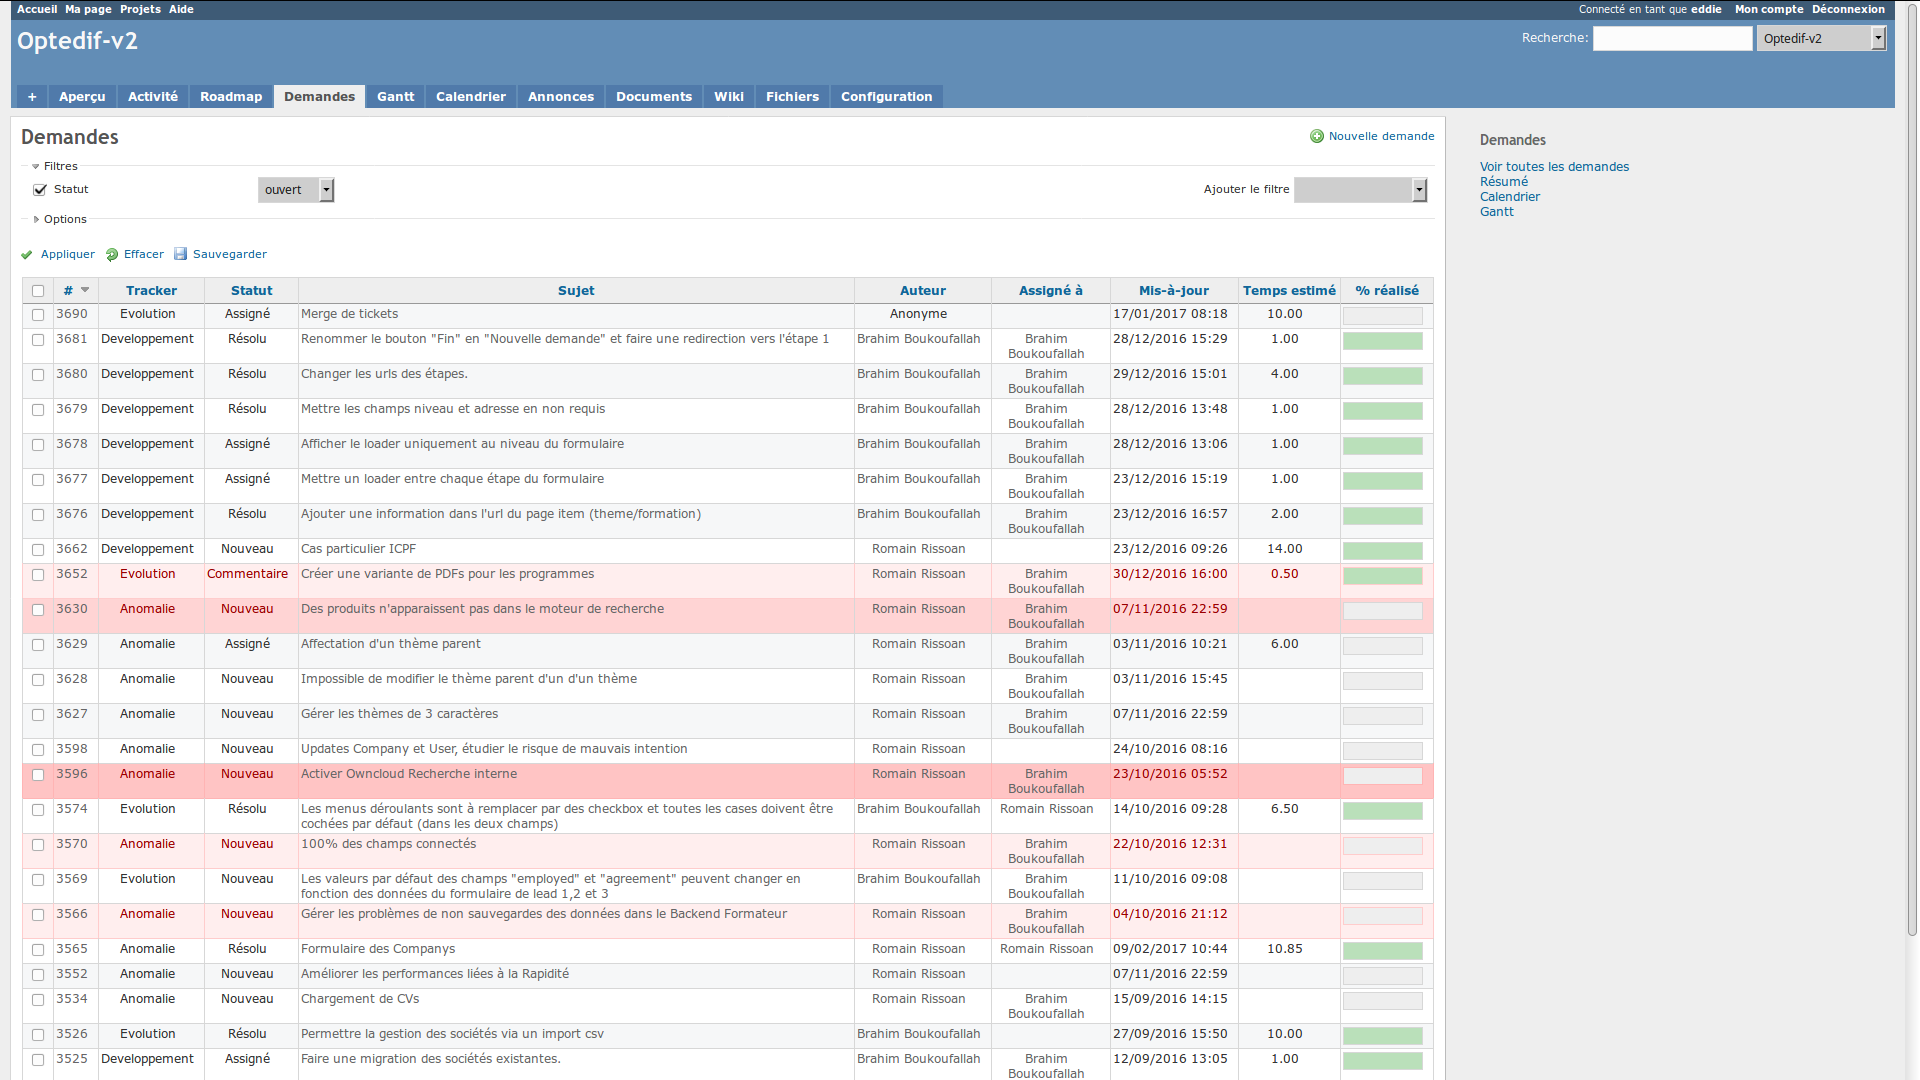 Accueil Ma page Projets Aide
Connecté en tant que eddie Mon compte Déconnexion
Optedif-v2
Recherche: Optedif-v2
+ Aperçu Activité Roadmap Demandes Gantt Calendrier Annonces Documents Wiki Fichiers Configuration
Demandes
Nouvelle demande
Filtres
Statut ouvert Ajouter le filtre
Options
Appliquer Effacer Sauvegarder
# Tracker Statut Sujet Auteur Assigné à Mis-à-jour Temps estimé % réalisé
3690 Evolution Assigné Merge de tickets Anonyme 17/01/2017 08:18 10.00
3681 Developpement Résolu Renommer le bouton "Fin" en "Nouvelle demande" et faire une redirection vers l'étape 1 Brahim Boukoufallah Brahim 28/12/2016 15:29 1.00
Boukoufallah
3680 Developpement Résolu Changer les urls des étapes. Brahim Boukoufallah Brahim 29/12/2016 15:01 4.00
Boukoufallah
3679 Developpement Résolu Mettre les champs niveau et adresse en non requis Brahim Boukoufallah Brahim 28/12/2016 13:48 1.00
Boukoufallah
3678 Developpement Assigné Afficher le loader uniquement au niveau du formulaire Brahim Boukoufallah Brahim 28/12/2016 13:06 1.00
Boukoufallah
3677 Developpement Assigné Mettre un loader entre chaque étape du formulaire Brahim Boukoufallah Brahim 23/12/2016 15:19 1.00
Boukoufallah
3676 Developpement Résolu Ajouter une information dans l'url du page item (theme/formation) Brahim Boukoufallah Brahim 23/12/2016 16:57 2.00
Boukoufallah
3662 Developpement Nouveau Cas particulier ICPF Romain Rissoan 23/12/2016 09:26 14.00
3652 Evolution Commentaire Créer une variante de PDFs pour les programmes Romain Rissoan Brahim 30/12/2016 16:00 0.50
Boukoufallah
3630 Anomalie Nouveau Des produits n'apparaissent pas dans le moteur de recherche Romain Rissoan Brahim 07/11/2016 22:59
Boukoufallah
3629 Anomalie Assigné Affectation d'un thème parent Romain Rissoan Brahim 03/11/2016 10:21 6.00
Boukoufallah
3628 Anomalie Nouveau Impossible de modifier le thème parent d'un d'un thème Romain Rissoan Brahim 03/11/2016 15:45
Boukoufallah
3627 Anomalie Nouveau Gérer les thèmes de 3 caractères Romain Rissoan Brahim 07/11/2016 22:59
Boukoufallah
3598 Anomalie Nouveau Updates Company et User, étudier le risque de mauvais intention Romain Rissoan 24/10/2016 08:16
3596 Anomalie Nouveau Activer Owncloud Recherche interne Romain Rissoan Brahim 23/10/2016 05:52
Boukoufallah
3574 Evolution Résolu Les menus déroulants sont à remplacer par des checkbox et toutes les cases doivent être Brahim Boukoufallah Romain Rissoan 14/10/2016 09:28 6.50
cochées par défaut (dans les deux champs)
3570 Anomalie Nouveau 100% des champs connectés Romain Rissoan Brahim 22/10/2016 12:31
Boukoufallah
3569 Evolution Nouveau Les valeurs par défaut des champs "employed" et "agreement" peuvent changer en Brahim Boukoufallah Brahim 11/10/2016 09:08
fonction des données du formulaire de lead 1,2 et 3 Boukoufallah
3566 Anomalie Nouveau Gérer les problèmes de non sauvegardes des données dans le Backend Formateur Romain Rissoan Brahim 04/10/2016 21:12
Boukoufallah
3565 Anomalie Résolu Formulaire des Companys Romain Rissoan Romain Rissoan 09/02/2017 10:44 10.85
3552 Anomalie Nouveau Améliorer les performances liées à la Rapidité Romain Rissoan 07/11/2016 22:59
3534 Anomalie Nouveau Chargement de CVs Romain Rissoan Brahim 15/09/2016 14:15
Boukoufallah
3526 Evolution Résolu Permettre la gestion des sociétés via un import csv Brahim Boukoufallah 27/09/2016 15:50 10.00
3525 Developpement Assigné Faire une migration des sociétés existantes. Brahim Boukoufallah Brahim 12/09/2016 13:05 1.00
Boukoufallah
Demandes
Voir toutes les demandes
Résumé
Calendrier
Gantt